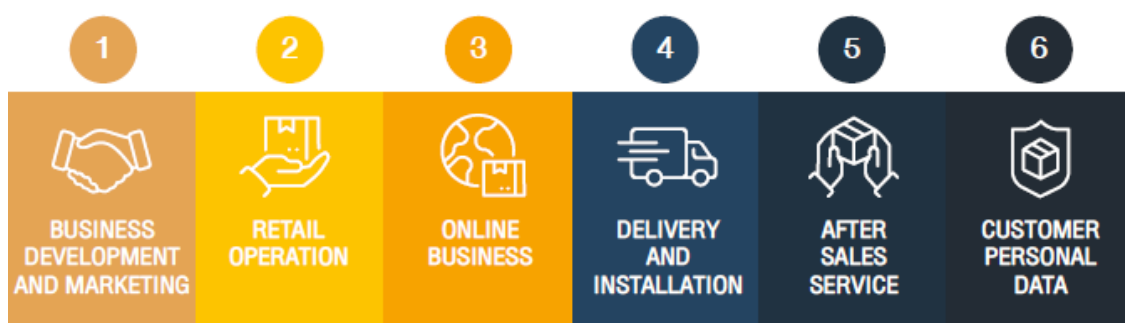 1
2
3
4
5
6
BUSINESS
DEVELOPMENT
AND MARKETING
RETAIL
OPERATION
ONLINE
BUSINESS
DELIVERY
AND
INSTALLATION
AFTER
SALES
SERVICE
CUSTOMER
PERSONAL
DATA